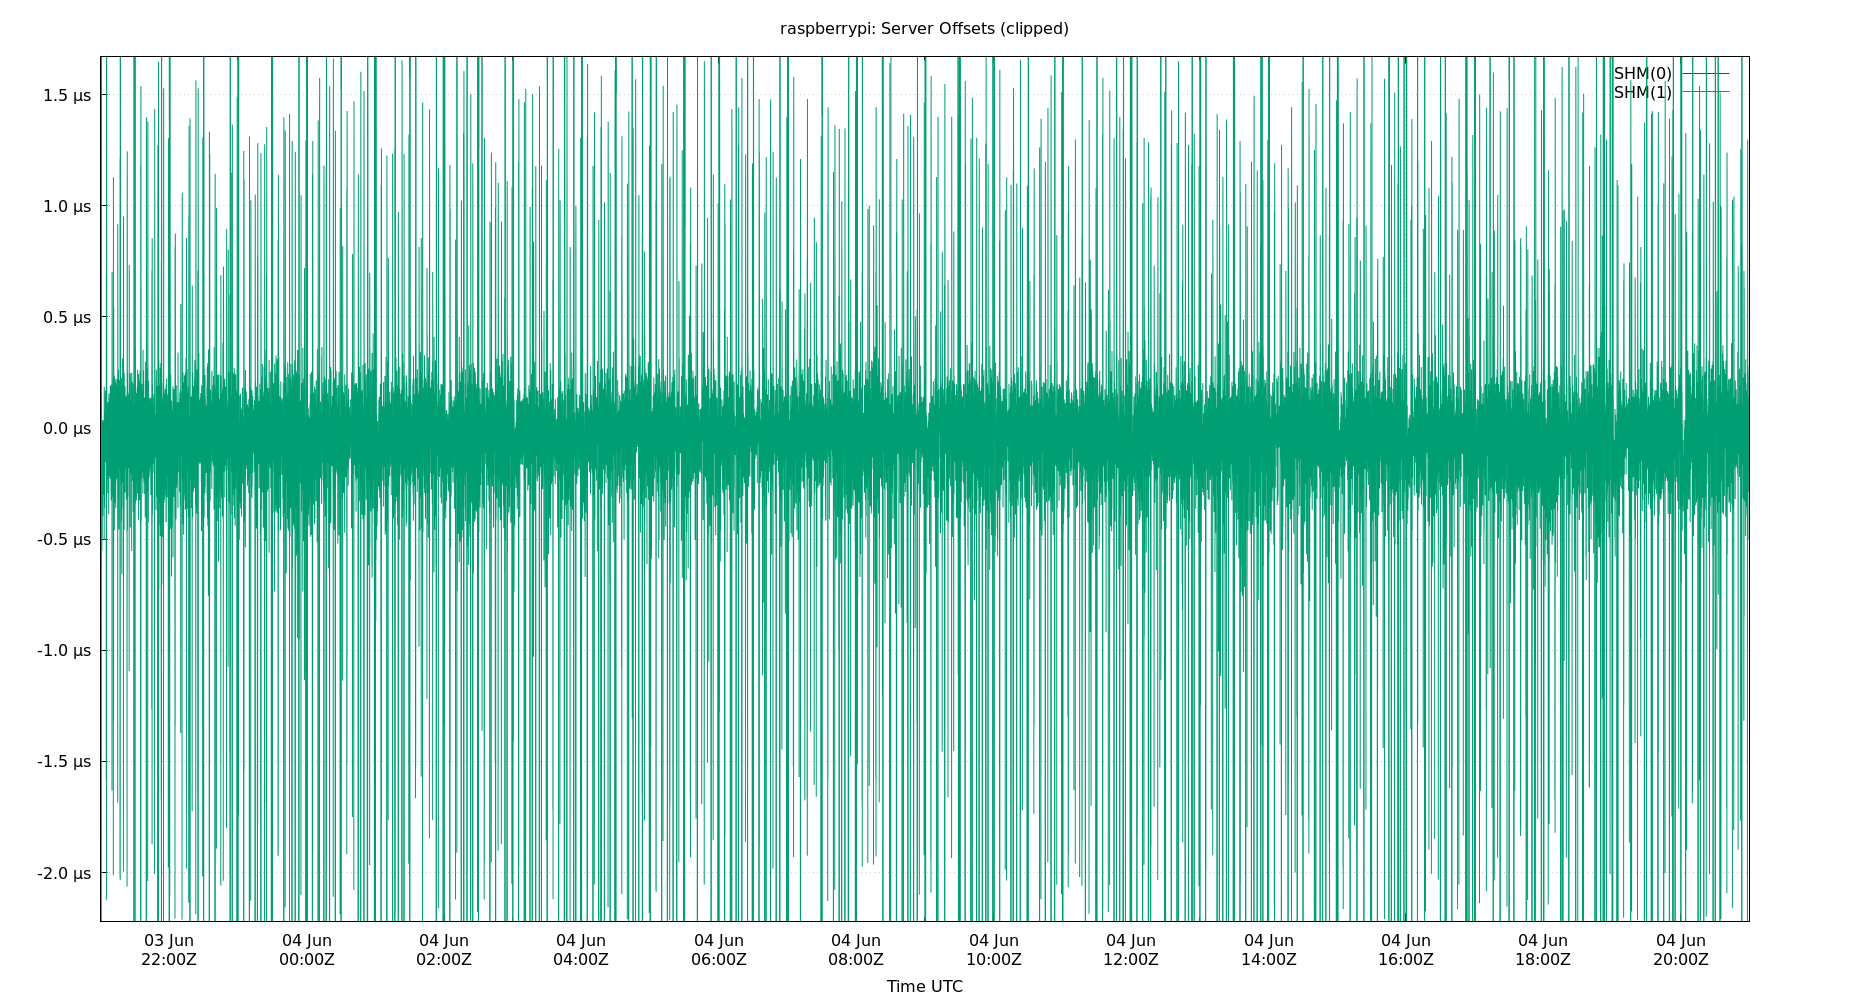 raspberrypi: Server Offsets (clipped)
SHM(0)
SHM(1)
1.5 µs
1.0 µs
0.5 µs
0.0 µs
-0.5 µs
-1.0 µs
-1.5 µs
-2.0 µs
03 Jun 04 Jun 04 Jun 04 Jun 04 Jun 04 Jun 04 Jun 04 Jun 04 Jun 04 Jun 04 Jun 04 Jun
22:00Z 00:00Z 02:00Z 04:00Z 06:00Z 08:00Z 10:00Z 12:00Z 14:00Z 16:00Z 18:00Z 20:00Z
Time UTC